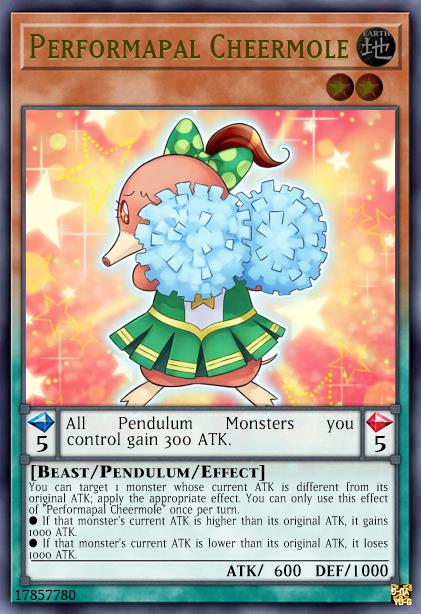 PERFORMAPAL CHEERMOLE
EARTH
地
All Pendulum Monsters you
control gain 300 ATK.
5
5
[BEAST/PENDULUM/EFFECT]
You can target 1 monster whose current ATK is different from its
original ATK; apply the appropriate effect. You can only use this effect
of "Performapal Cheermole" once per turn.
● If that monster's current ATK is higher than its original ATK, it gains
1000 ATK.
● If that monster's current ATK is lower than its original ATK, it loses
1000 ATK.
ATK/ 600 DEF/1000
17857780